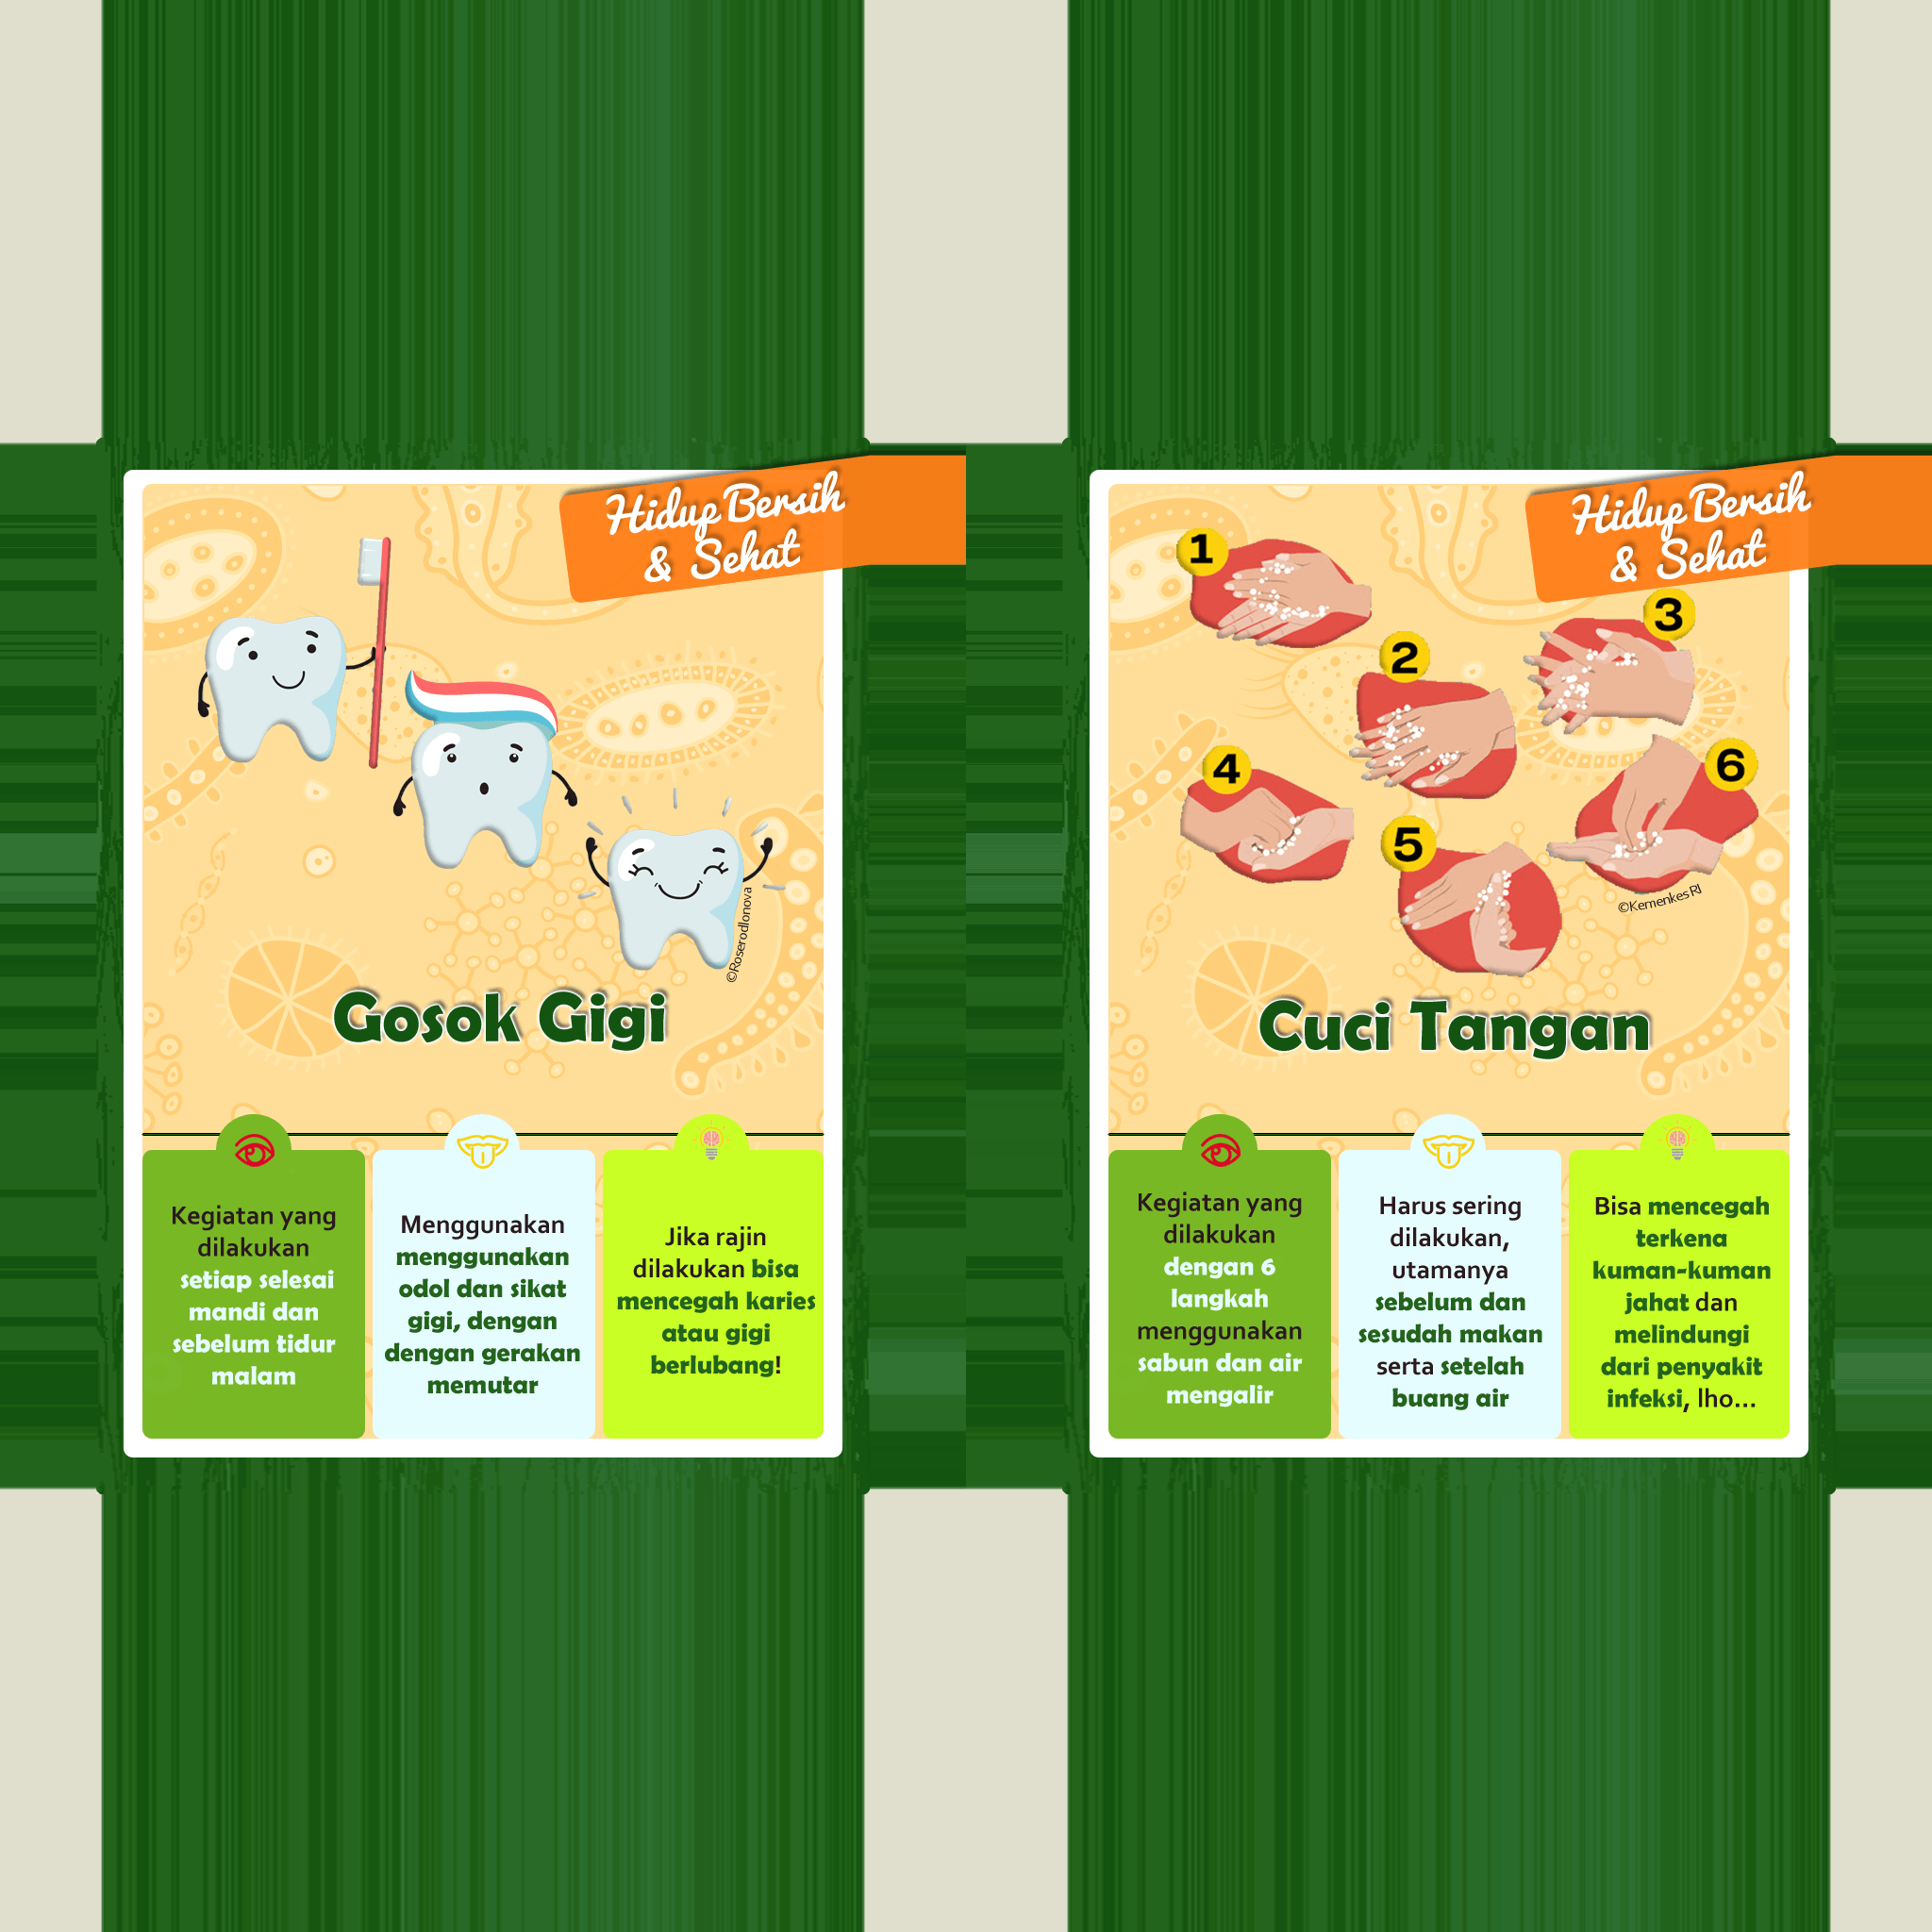 Hidup Bersih
& Sehat
©Roserodlonova
Gosok Gigi
Kegiatan yang
dilakukan
setiap selesai
mandi dan
sebelum tidur
malam
Menggunakan
menggunakan
odol dan sikat
gigi, dengan
dengan gerakan
memutar
Jika rajin
dilakukan bisa
mencegah karies
atau gigi
berlubang!
Hidup Bersih
& Sehat
1
2
3
4
5
6
©Kemenkes RI
Cuci Tangan
Kegiatan yang
dilakukan
dengan 6
langkah
menggunakan
sabun dan air
mengalir
Harus sering
dilakukan,
utamanya
sebelum dan
sesudah makan
serta setelah
buang air
Bisa mencegah
terkena
kuman-kuman
jahat dan
melindungi
dari penyakit
infeksi, lho...